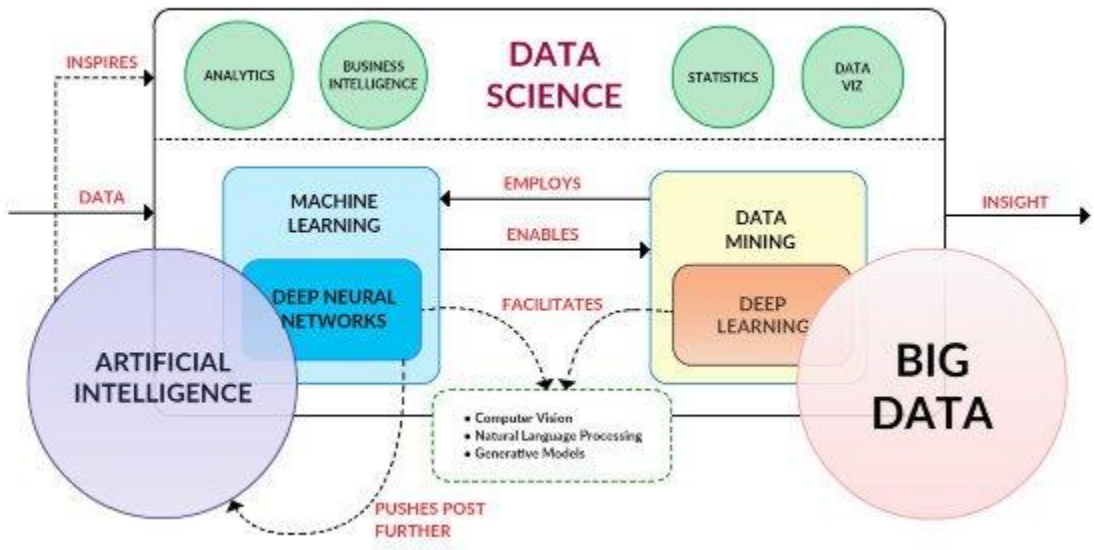 INSPIRES
ANALYTICS
BUSINESS
INTELLIGENCE
DATA
SCIENCE
STATISTICS
DATA
VIZ
DATA
MACHINE
LEARNING
EMPLOYS
ENABLES
DATA
MINING
INSIGHT
DEEP NEURAL
NETWORKS
FACILITATES
DEEP
LEARNING
ARTIFICIAL
INTELLIGENCE
BIG
DATA
• Computer Vision
• Natural Language Processing
• Generative Models
PUSHES POST
FURTHER